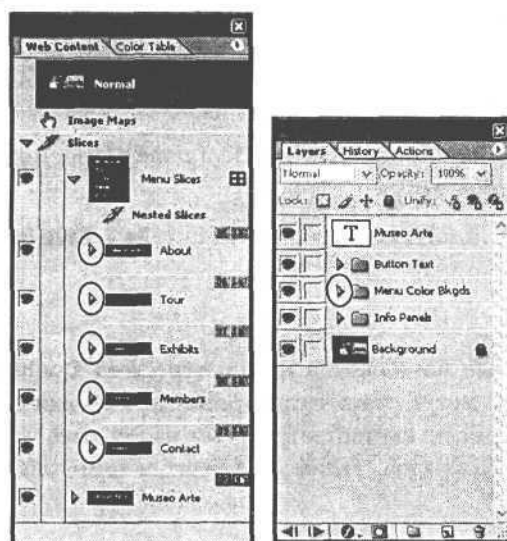 Web Content Color Table
Normal
Image Maps
Slices
Menu Slices
Nested Slices
About
Tour
Exhibits
Members
Contact
Museo Arte
Layers History Actions
Normal Opacity: 100%
Lock: Unify:
T Museo Arte
Button Text
Menu Color Bkgds
Info Panels
Background